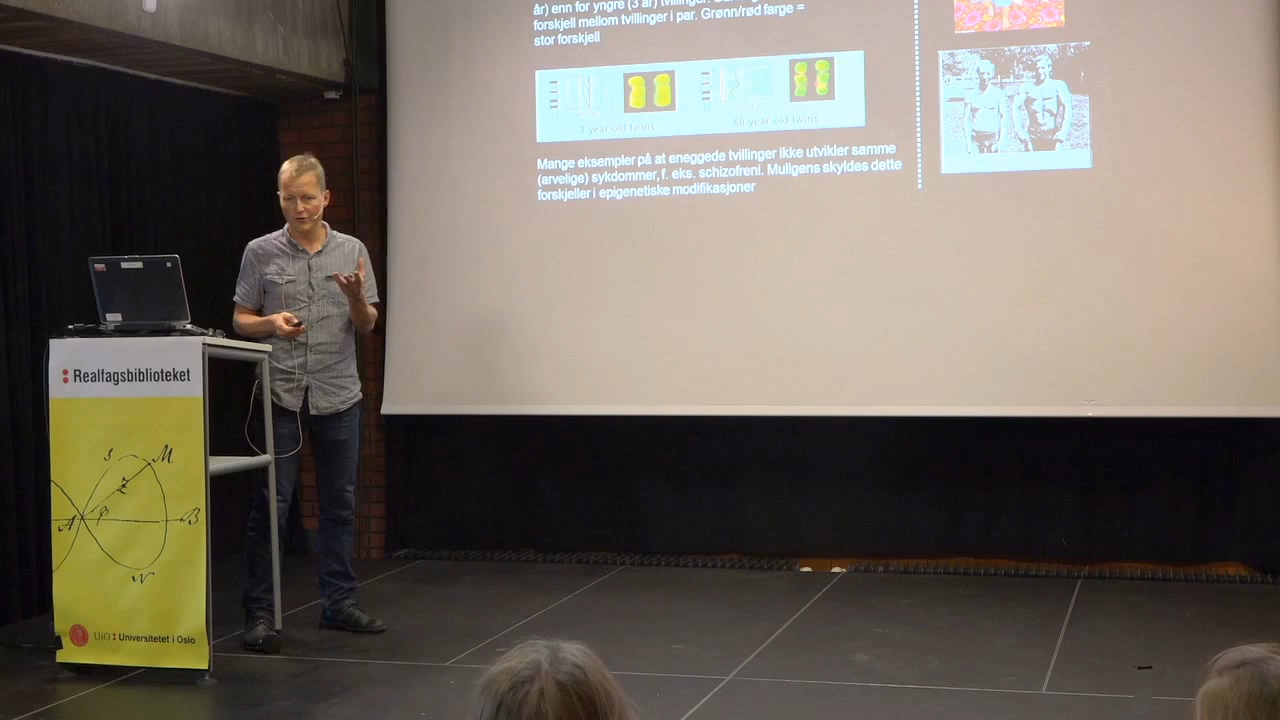 år) enn for yngre (3 år) tvillinger.
forskjell mellom tvillinger i par. Grønn/rød farge =
stor forskjell
3-year-old twins
50-year-old twins
Mange eksempler på at eneggede tvillinger ikke utvikler samme
(arvelige) sykdommer, f. eks. schizofreni. Muligens skyldes dette
forskjeller i epigenetiske modifikasjoner
Realfagsbiblioteket
S
M
Z
A
φ
B
N
UiO: Universitetet i Oslo